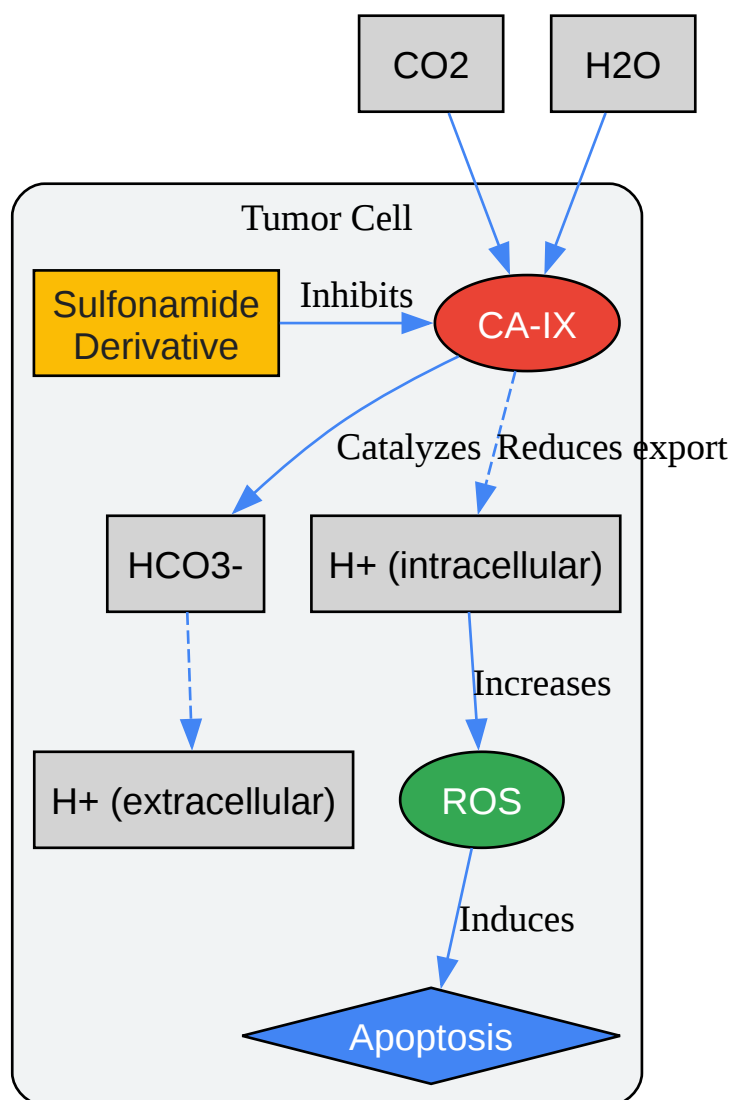 CO2
H2O
Tumor Cell
Sulfonamide
Derivative
Inhibits
CA-IX
Catalyzes
Reduces export
HCO3-
H+ (intracellular)
Increases
H+ (extracellular)
ROS
Induces
Apoptosis